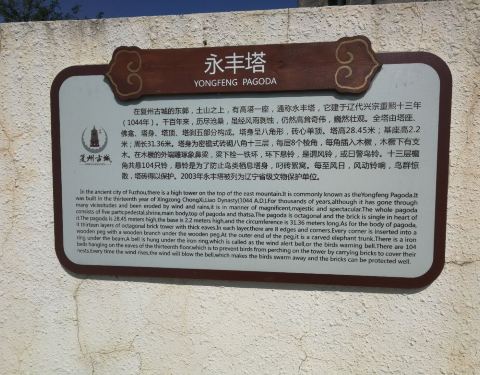 永丰塔
YONGFENG PAGODA
复州古城
在复州古城的东郭，土山之上，有高塔一座，通称永丰塔，它建于辽代兴宗重熙十三年
（1044年）。千百年来，历尽沧桑，虽经风雨剥蚀，仍然高耸奇伟，巍然壮观。全塔由塔座、
佛龛、塔身、塔顶、塔刹五部分构成。塔身呈八角形，砖心单顶。塔高28.45米；基座高2.2
米；周长31.36米。塔身为密檐式砖砌八角十三层，每层8个棱角，每角插入木橛，木橛下有支
在。在木橛的外端雕琢象鼻梁，梁下栓一铁环，环下悬铃，是谓风铃，或曰警鸟铃。十三层檐
角共悬104只铃，悬铃是为了防止鸟类栖息塔身，叼砖絮窝。每至风日，风动铃响，鸟群惊
散，塔砖得以保护。2003年永丰塔被列为辽宁省级文物保护单位。
In the ancient city of Fuzhou,there is a high tower on the top of the east mountain.It is commonly known as theYongfeng Pagoda.It
was built in the thirteenth year of Xingzong ChongXi,Liao Dynasty(1044 A.D.).For thousands of years,although it has gone through
many vicissitudes and been eroded by wind and rains,it is in manner of magnificent,majestic and spectacular.The whole pagoda
consists of five parts:pedestal,shrine,main body,top of pagoda and thatsa.The pagoda is octagonal and the brick is single in heart of
it.The pagoda is 28.45 meters high,the base is 2.2 meters high,and the circumference is 31.36 meters long.As for the body of pagoda,
it thirteen layers of octagonal brick tower with thick eaves.In each layer,there are 8 edges and corners.Every corner is inserted into a
wooden peg with a wooden branch under the wooden peg.At the outer end of the peg,it is a carved elephant trunk.There is a iron
ring under the beam,A bell is hung under the iron ring,which is called as the wind alert bell,or the birds warning bell.There are 104
bells hanging on the eaves of the thirteenth floor,which is to prevent birds from perching on the tower by carrying bricks to cover their
nests.Every time the wind rises,the wind will blow the bell,which makes the birds swarm away and the bricks can be protected well.